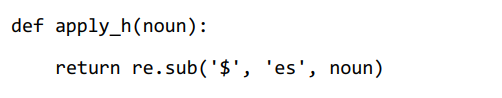 def apply_h(noun):
    return re.sub('$', 'es', noun)